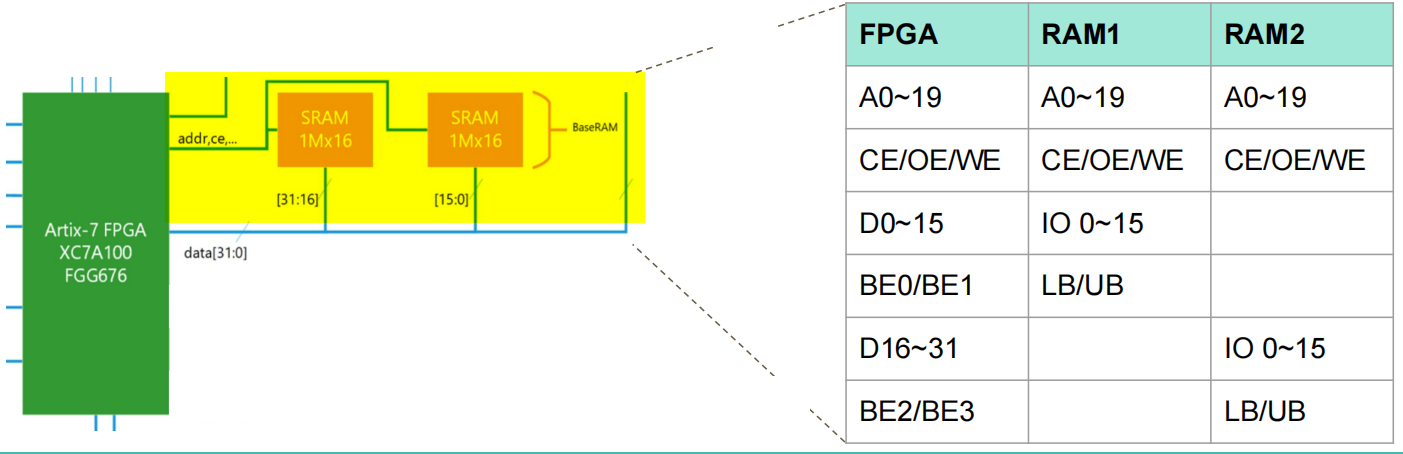 SRAM
1Mx16
SRAM
1Mx16
BaseRAM
addr,ce,...
[31:16]
[15:0]
Artix-7 FPGA
XC7A100
FGG676
data[31:0]
FPGA RAM1 RAM2
A0~19 A0~19 A0~19
CE/OE/WE CE/OE/WE CE/OE/WE
D0~15 IO 0~15
BE0/BE1 LB/UB
D16~31 IO 0~15
BE2/BE3 LB/UB